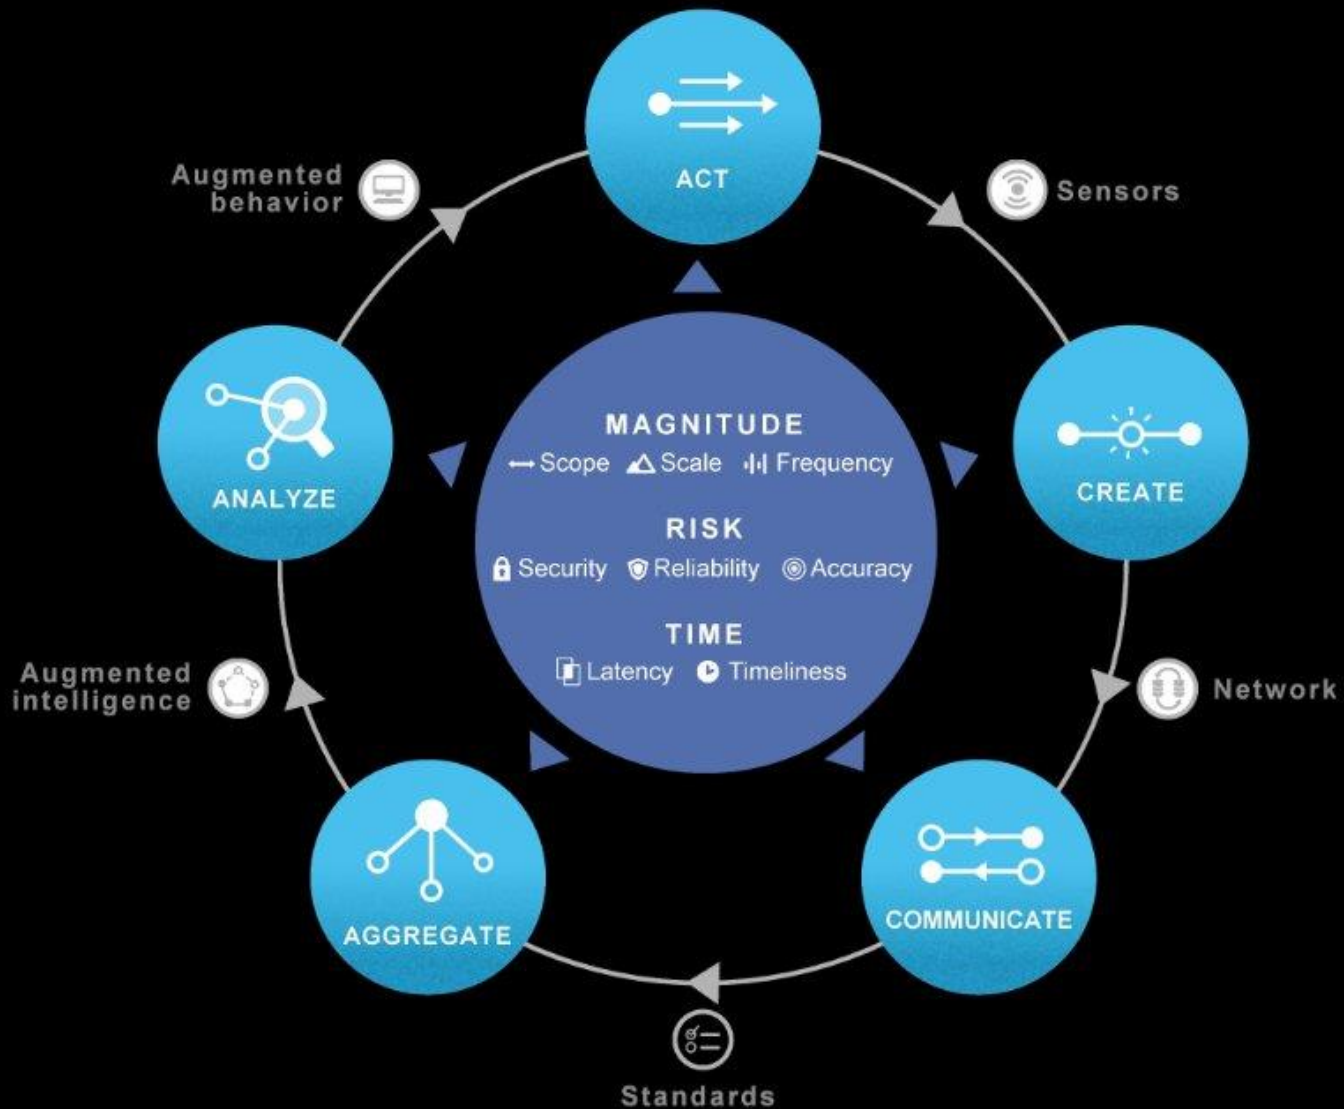 ACT
Augmented
behavior
Sensors
ANALYZE
CREATE
MAGNITUDE
Scope Scale Frequency
RISK
Security Reliability Accuracy
TIME
Latency Timeliness
Augmented
intelligence
Network
AGGREGATE
COMMUNICATE
Standards